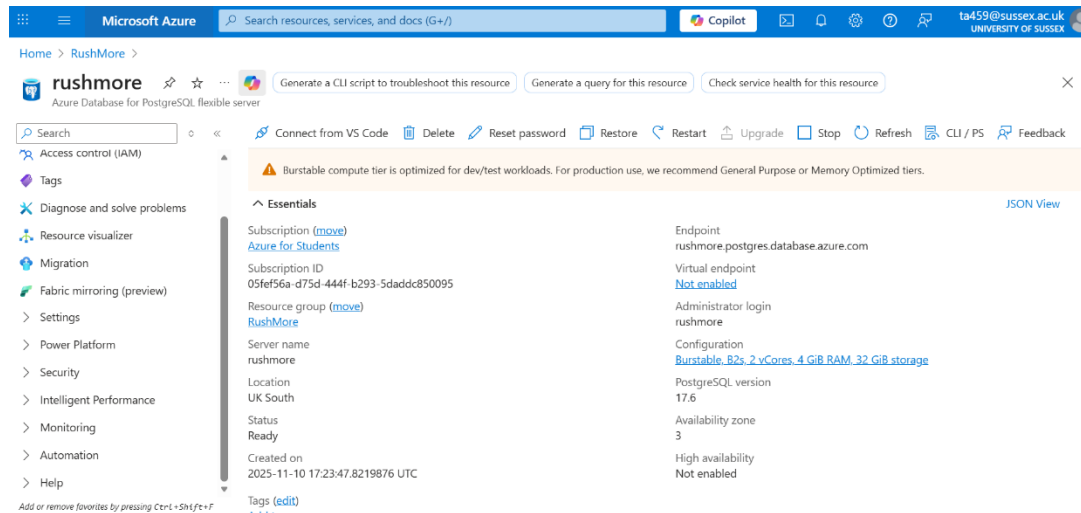 Microsoft Azure
Search resources, services, and docs (G+/)
Copilot
ta459@sussex.ac.uk
UNIVERSITY OF SUSSEX
Home > RushMore >
rushmore
Azure Database for PostgreSQL flexible server
Generate a CLI script to troubleshoot this resource
Generate a query for this resource
Check service health for this resource
Search
Connect from VS Code
Delete
Reset password
Restore
Restart
Upgrade
Stop
Refresh
CLI / PS
Feedback
Access control (IAM)
Tags
Diagnose and solve problems
Resource visualizer
Migration
Fabric mirroring (preview)
Settings
Power Platform
Security
Intelligent Performance
Monitoring
Automation
Help
Add or remove favorites by pressing Ctrl+Shift+F
Burstable compute tier is optimized for dev/test workloads. For production use, we recommend General Purpose or Memory Optimized tiers.
Essentials
JSON View
Subscription (move)
Azure for Students
Subscription ID
05fef56a-d75d-444f-b293-5daddc850095
Resource group (move)
RushMore
Server name
rushmore
Location
UK South
Status
Ready
Created on
2025-11-10 17:23:47.8219876 UTC
Tags (edit)
Endpoint
rushmore.postgres.database.azure.com
Virtual endpoint
Not enabled
Administrator login
rushmore
Configuration
Burstable, B2s, 2 vCores, 4 GiB RAM, 32 GiB storage
PostgreSQL version
17.6
Availability zone
3
High availability
Not enabled